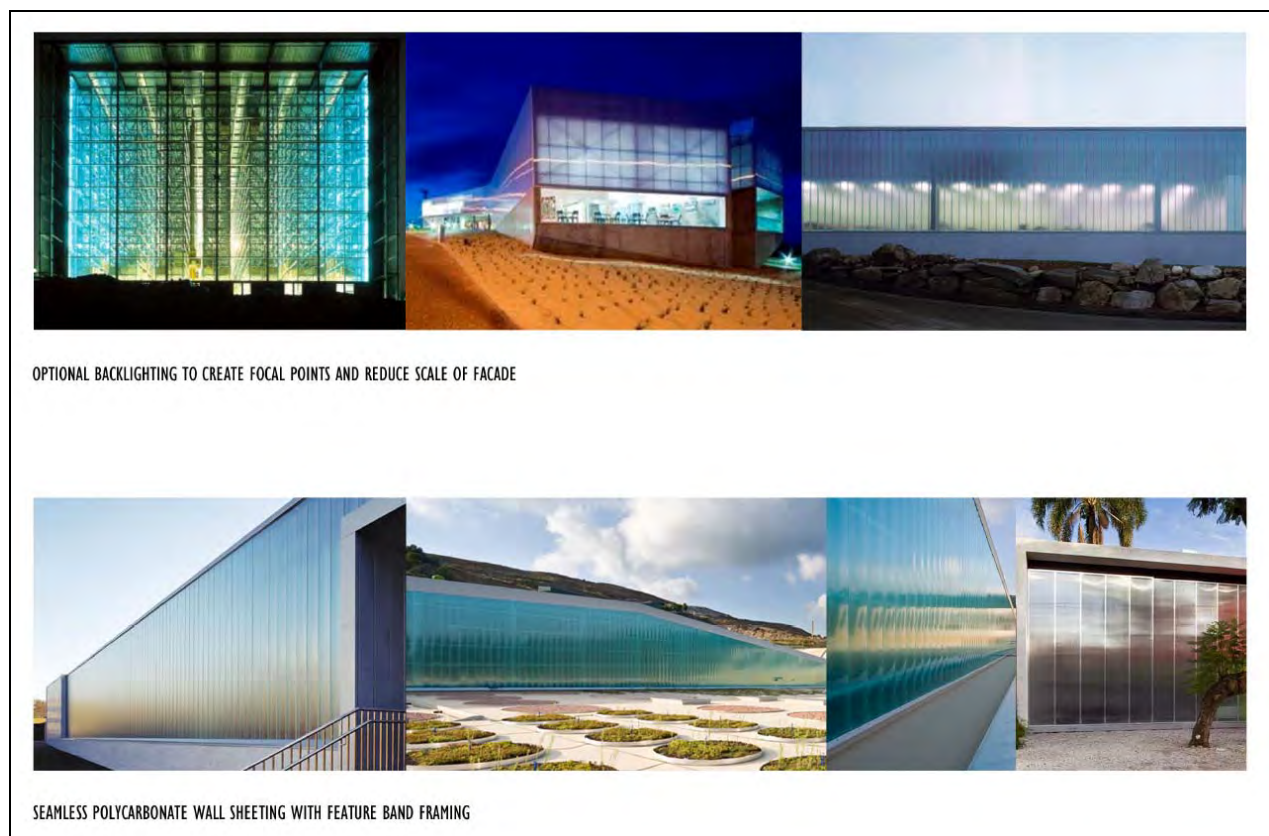 OPTIONAL BACKLIGHTING TO CREATE FOCAL POINTS AND REDUCE SCALE OF FACADE
SEAMLESS POLYCARBONATE WALL SHEETING WITH FEATURE BAND FRAMING